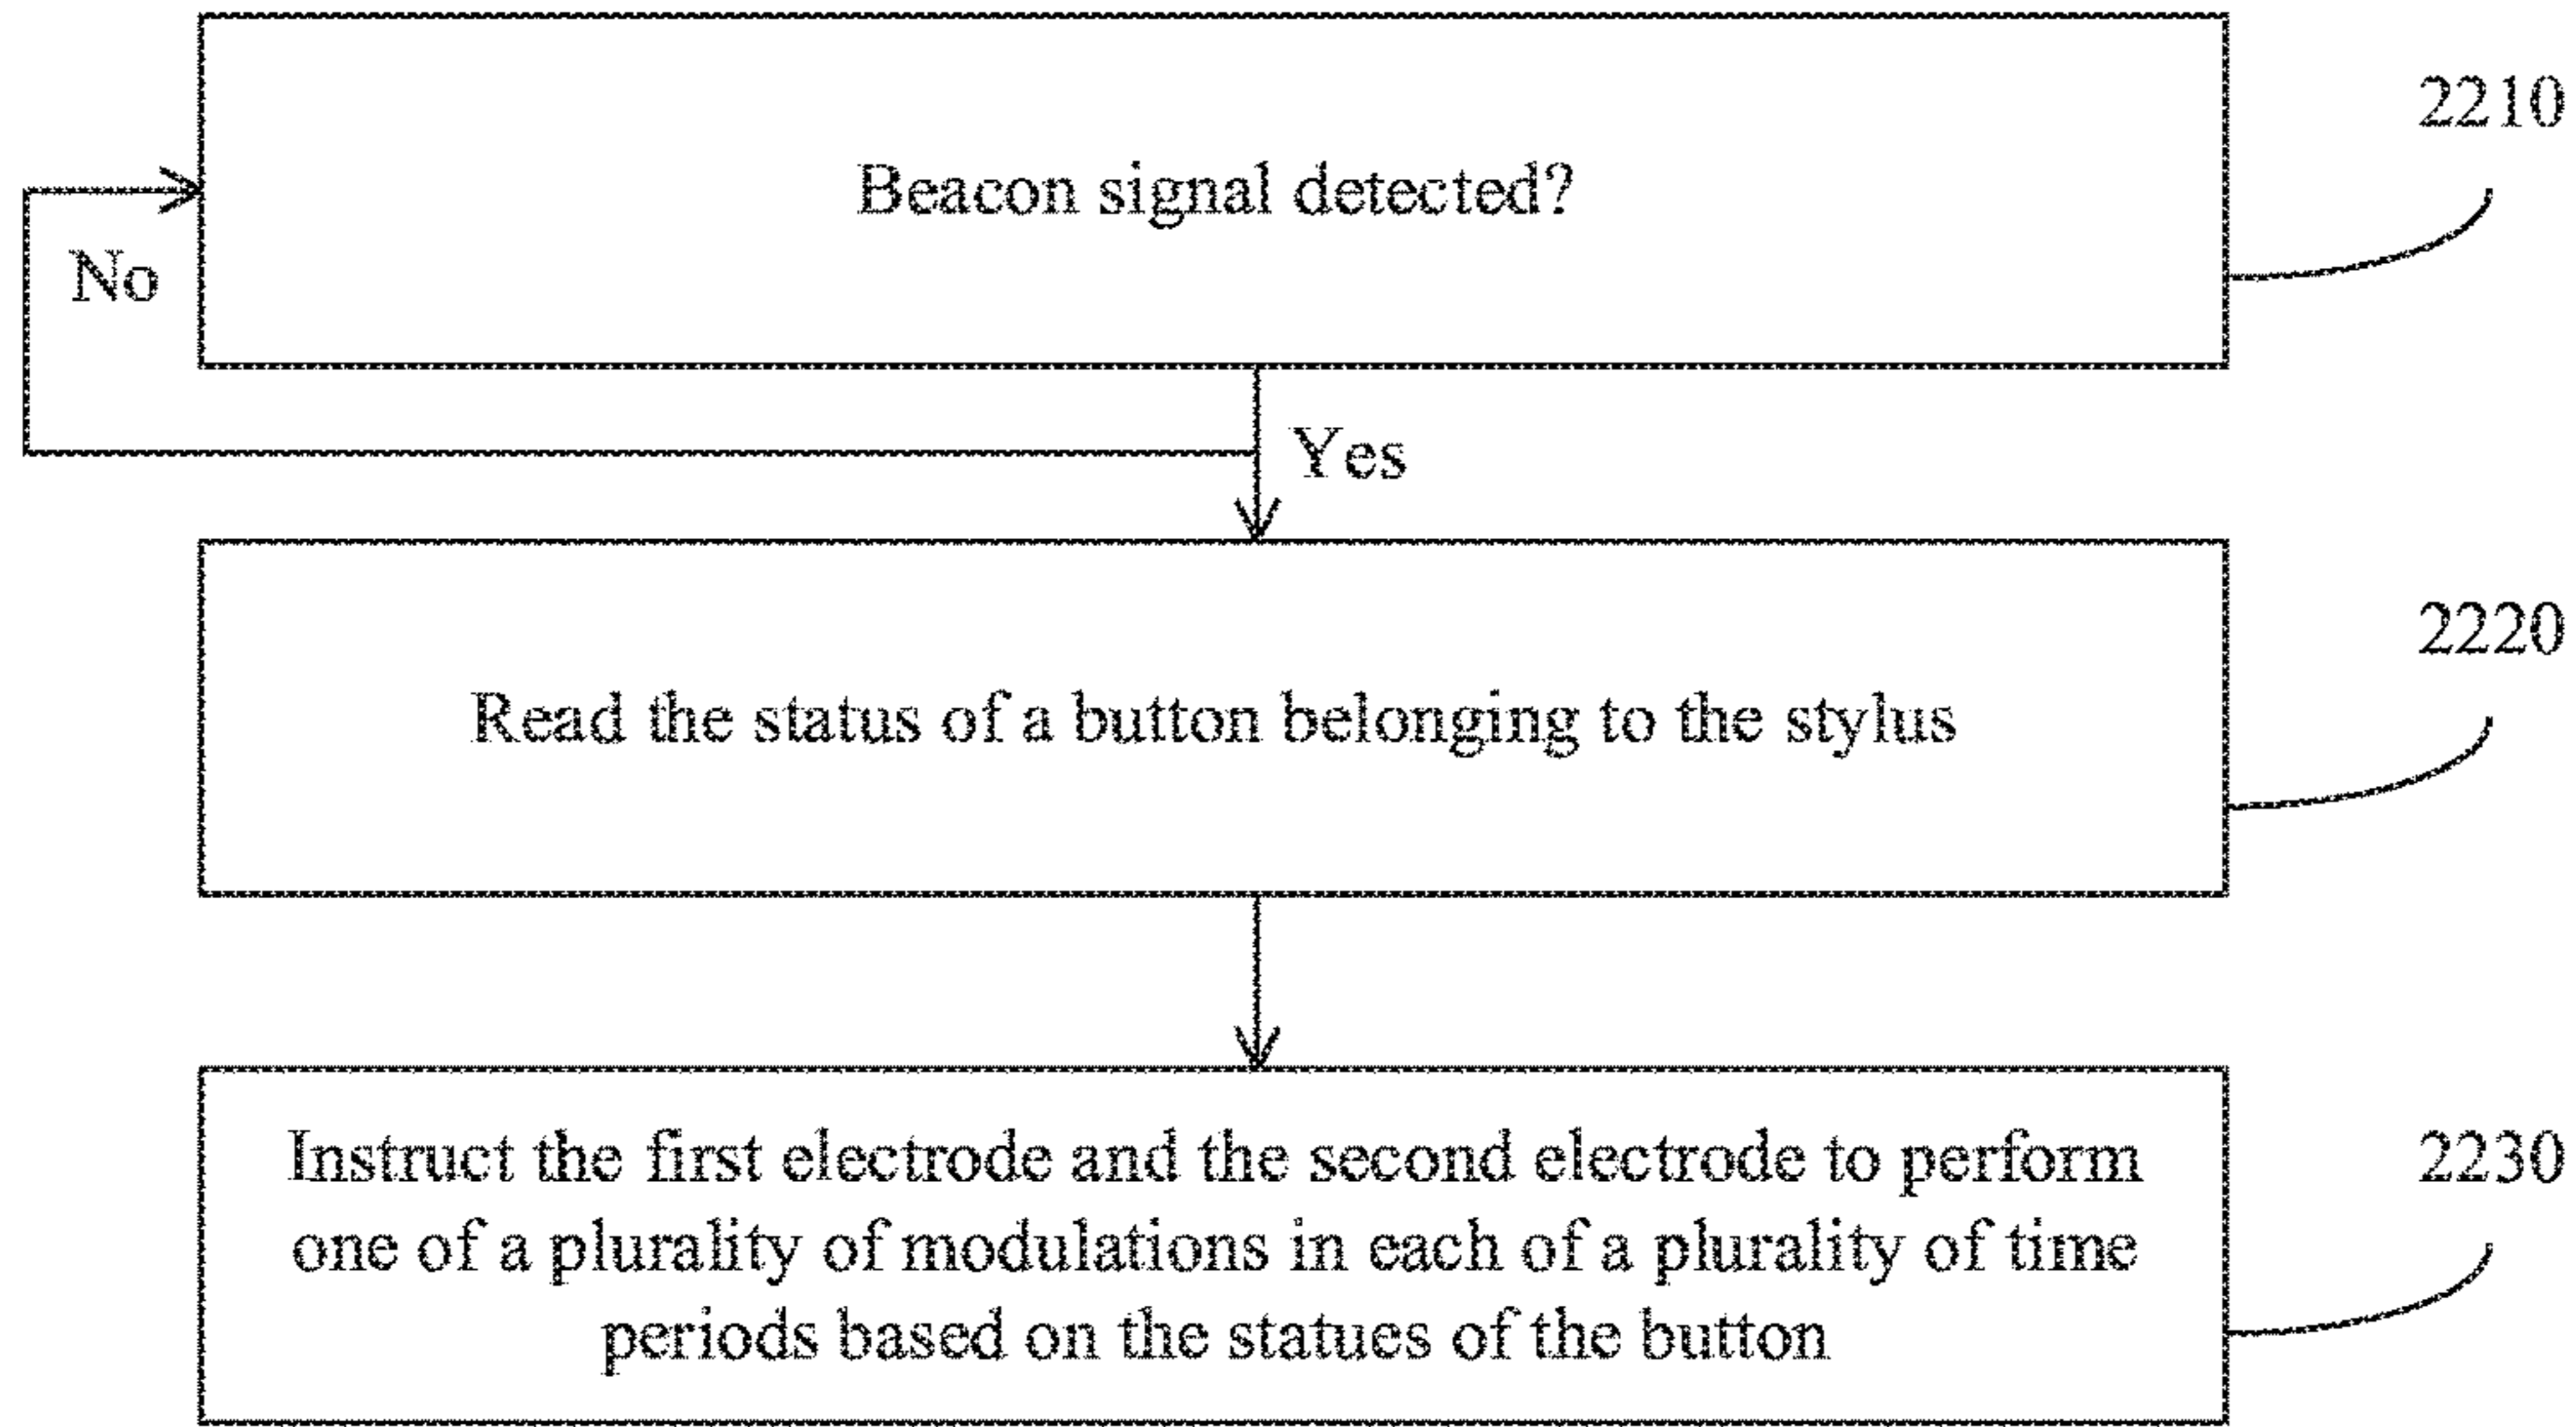 2210
Beacon signal detected?
No
Yes
2220
Read the status of a button belonging to the stylus
2230
Instruct the first electrode and the second electrode to perform
one of a plurality of modulations in each of a plurality of time
periods based on the statues of the button